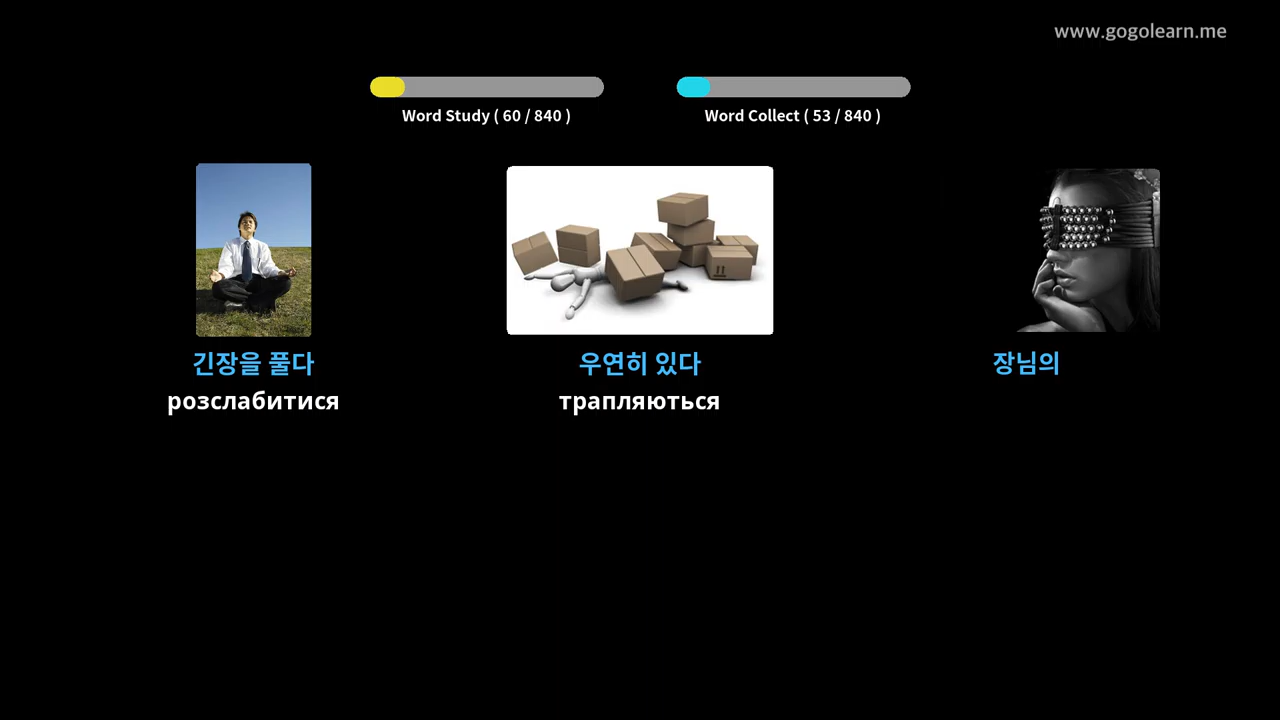 www.gogolearn.me
Word Study ( 60 / 840 )
Word Collect ( 53 / 840 )
긴장을 풀다
우연히 있다
장님의
розслабитися
трапляються